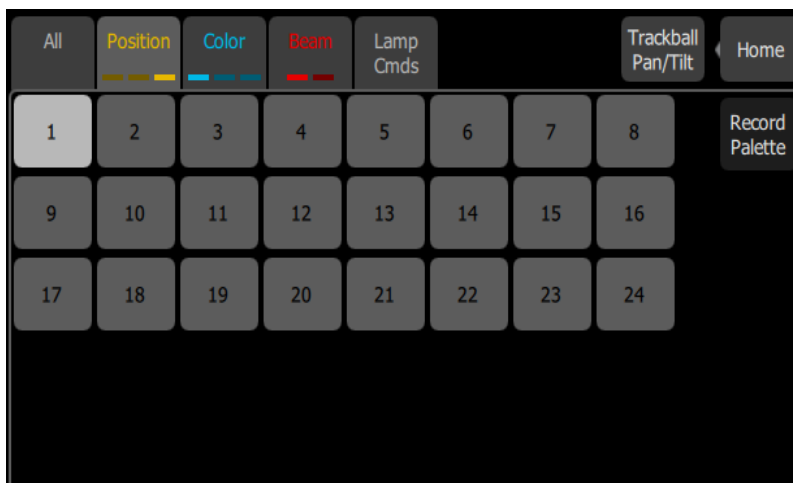 All Position Color Beam Lamp Cmds Trackball Pan/Tilt Home
1 2 3 4 5 6 7 8 Record Palette
9 10 11 12 13 14 15 16
17 18 19 20 21 22 23 24